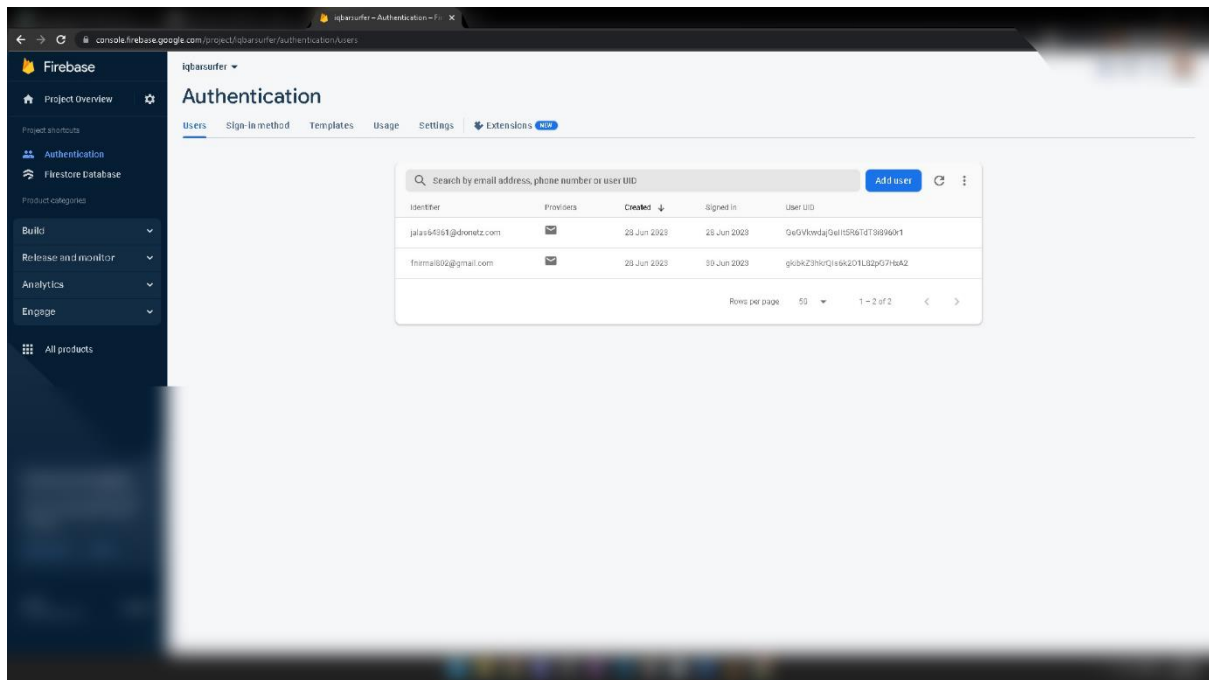 iqbarsurfer – Authentication – Fi
console.firebase.google.com/project/iqbarsurfer/authentication/users
Firebase
iqbarsurfer
Project Overview
Authentication
Users Sign-in method Templates Usage Settings Extensions NEW
Project shortcuts
Authentication
Firestore Database
Product categories
Build
Release and monitor
Analytics
Engage
All products
Search by email address, phone number or user UID
Add user
Identifier Providers Created Signed In User UID
jalas64361@dronetz.com 28 Jun 2023 28 Jun 2023
fnirmal802@gmail.com 28 Jun 2023 30 Jun 2023
Rows per page 50 1 – 2 of 2